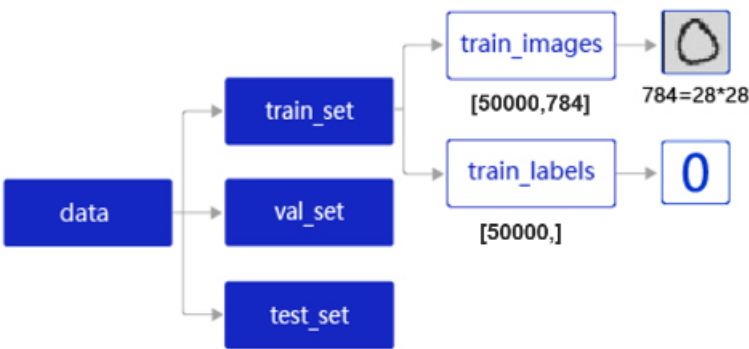 train_images
[50000,784]
784=28*28
train_set
train_labels
0
[50000,]
data
val_set
test_set